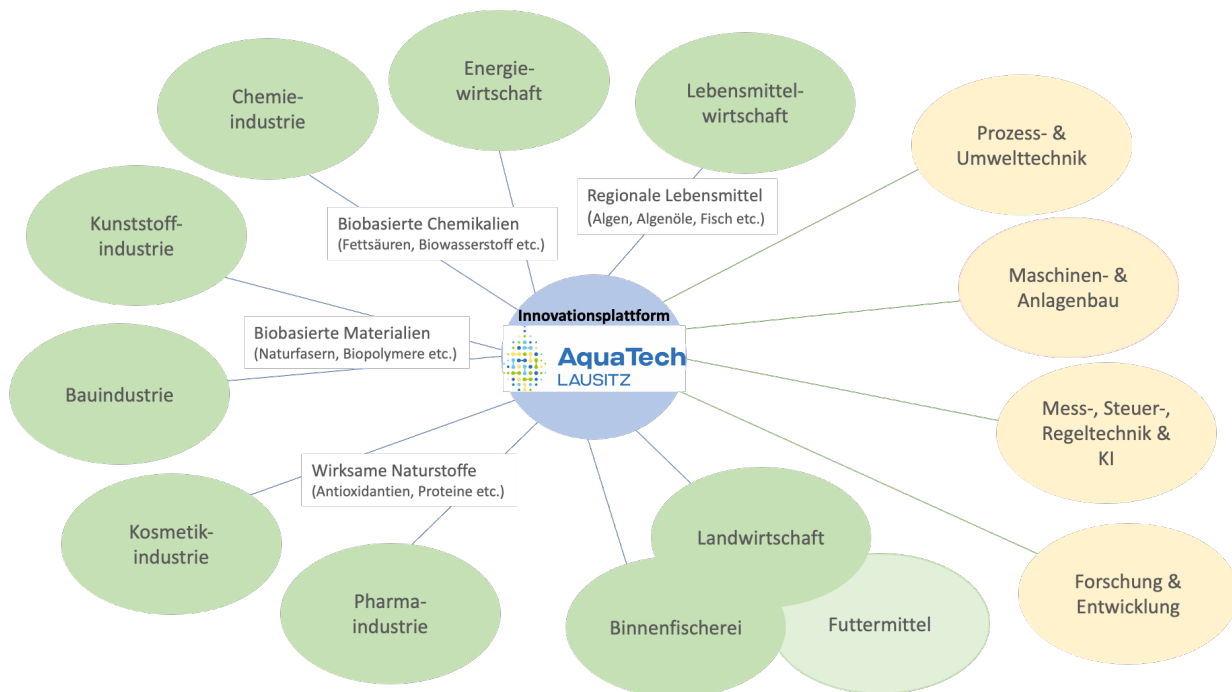 Energie-
wirtschaft
Chemie-
industrie
Lebensmittel-
wirtschaft
Prozess- &
Umwelttechnik
Kunststoff-
industrie
Biobasierte Chemikalien
(Fettsäuren, Biowasserstoff etc.)
Regionale Lebensmittel
(Algen, Algenöle, Fisch etc.)
Maschinen- &
Anlagenbau
Innovationsplattform
AquaTech
LAUSITZ
Biobasierte Materialien
(Naturfasern, Biopolymere etc.)
Bauindustrie
Mess-, Steuer-,
Regeltechnik &
KI
Wirksame Naturstoffe
(Antioxidantien, Proteine etc.)
Kosmetik-
industrie
Landwirtschaft
Pharma-
industrie
Binnenfischerei
Futtermittel
Forschung &
Entwicklung